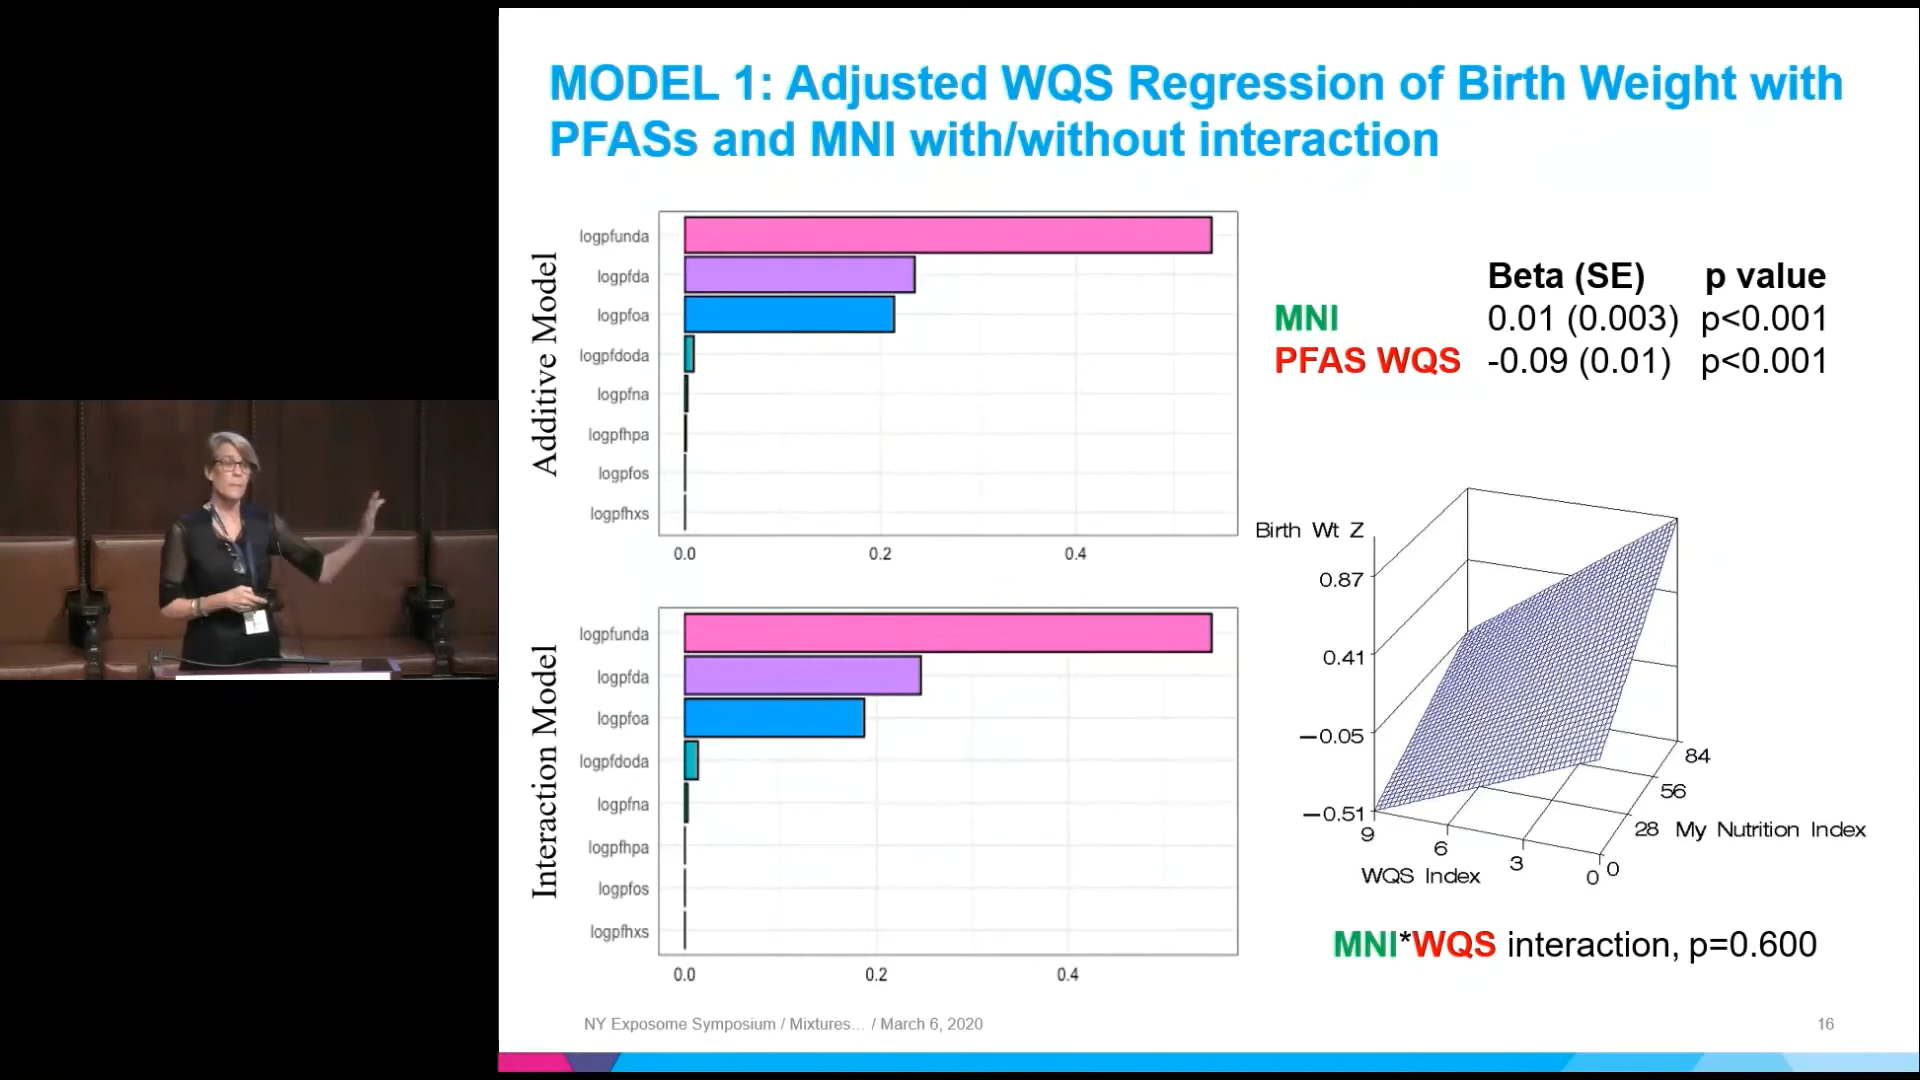 MODEL 1: Adjusted WQS Regression of Birth Weight with
PFASs and MNI with/without interaction
Additive Model
logpfunda
logpfda
logpfoa
logpfdoda
logpfna
logpfhpa
logpfos
logpfhxs
0.0 0.2 0.4
Beta (SE) p value
MNI 0.01 (0.003) p<0.001
PFAS WQS -0.09 (0.01) p<0.001
Interaction Model
logpfunda
logpfda
logpfoa
logpfdoda
logpfna
logpfhpa
logpfos
logpfhxs
0.0 0.2 0.4
Birth Wt Z
0.87
0.41
−0.05
−0.51
9 6 3 0
WQS Index
84
56
28
0
My Nutrition Index
MNI*WQS interaction, p=0.600
NY Exposome Symposium / Mixtures... / March 6, 2020
16